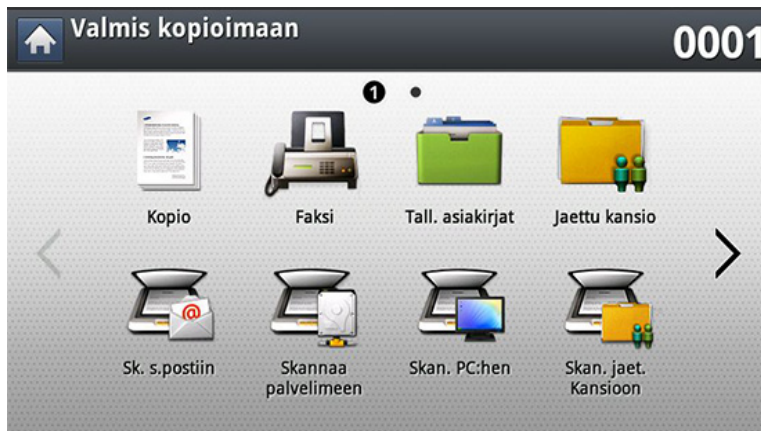 Valmis kopioimaan
0001
1
Kopio
Faksi
Tall. asiakirjat
Jaettu kansio
@
Sk. s.postiin
Skannaa
palvelimeen
Skan. PC:hen
Skan. jaet.
Kansioon